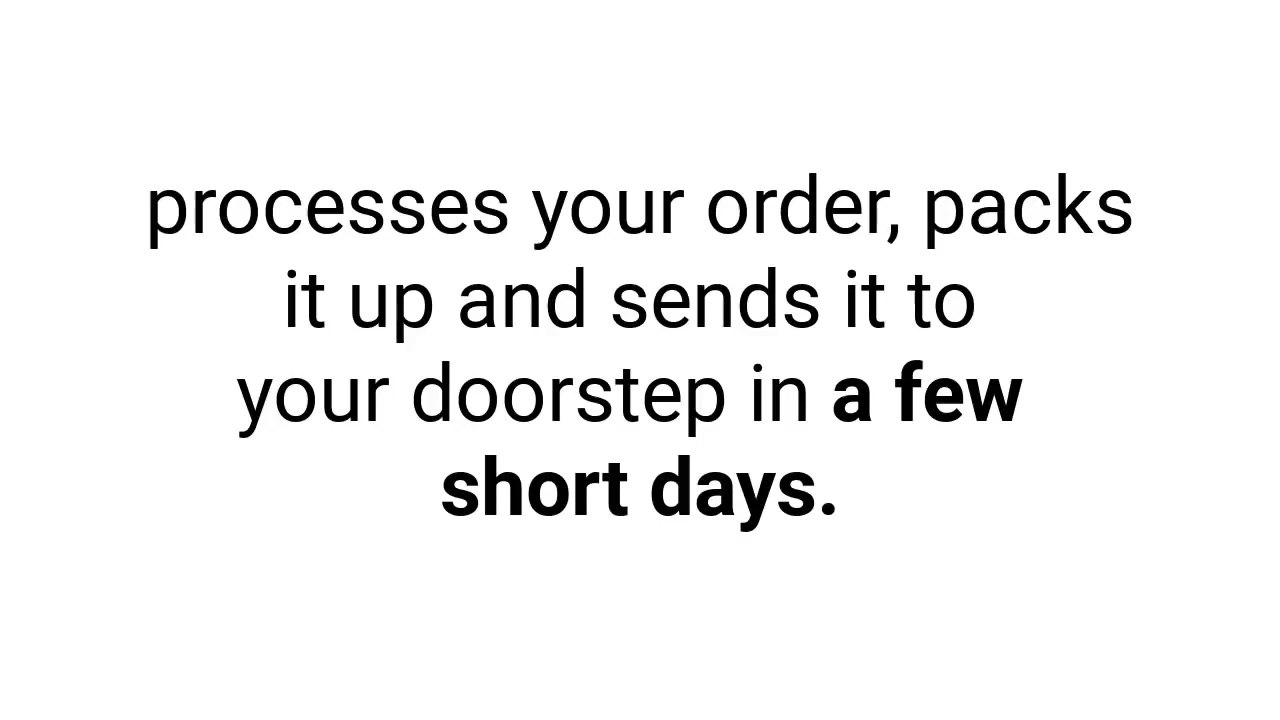 processes your order, packs
it up and sends it to
your doorstep in a few
short days.